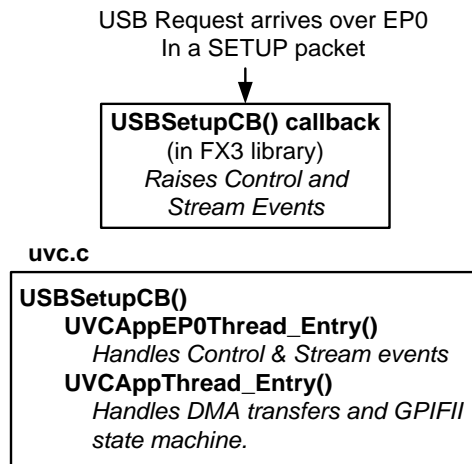 USB Request arrives over EP0
In a SETUP packet
USBSetupCB() callback
(in FX3 library)
Raises Control and
Stream Events
uvc.c
USBSetupCB()
UVCAppEP0Thread_Entry()
Handles Control & Stream events
UVCAppThread_Entry()
Handles DMA transfers and GPIFII
state machine.